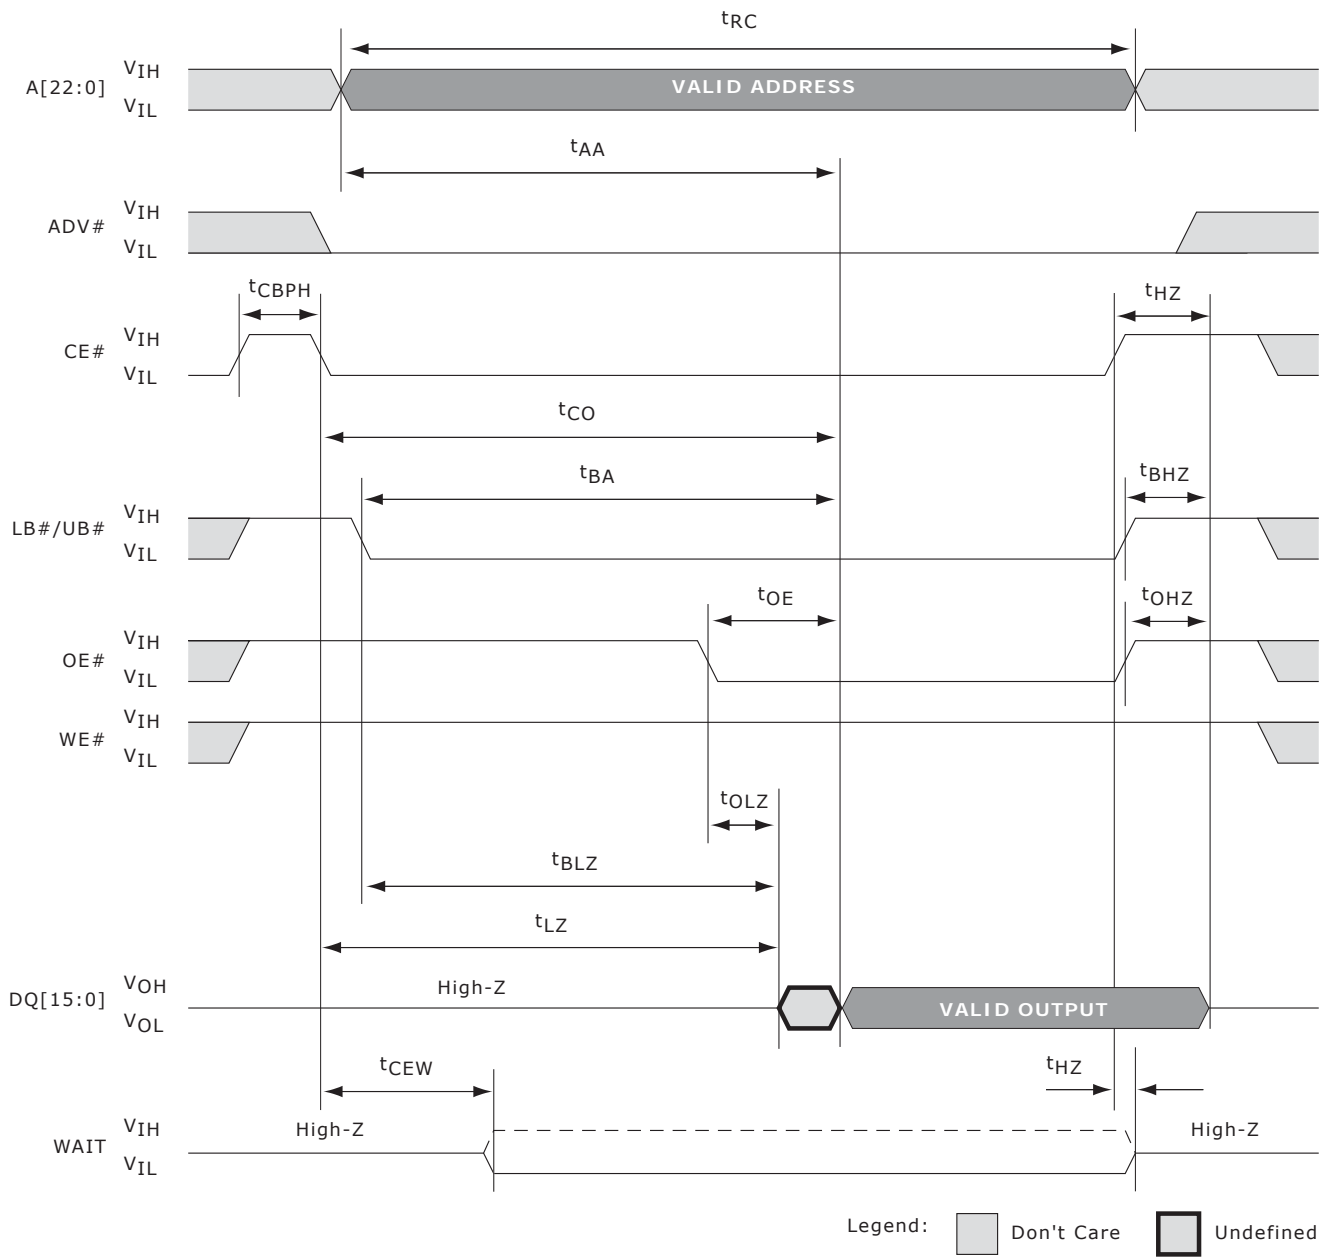 tRC
A[22:0]
VIH
VIL
VALID ADDRESS
tAA
ADV#
VIH
VIL
tCBPH
tHZ
CE#
VIH
VIL
tCO
tBA
tBHZ
LB#/UB#
VIH
VIL
tOE
tOHZ
OE#
VIH
VIL
WE#
VIH
VIL
tOLZ
tBLZ
tLZ
DQ[15:0]
VOH
VOL
High-Z
VALID OUTPUT
tCEW
tHZ
WAIT
VIH
VIL
High-Z
High-Z
Legend:
Don't Care
Undefined